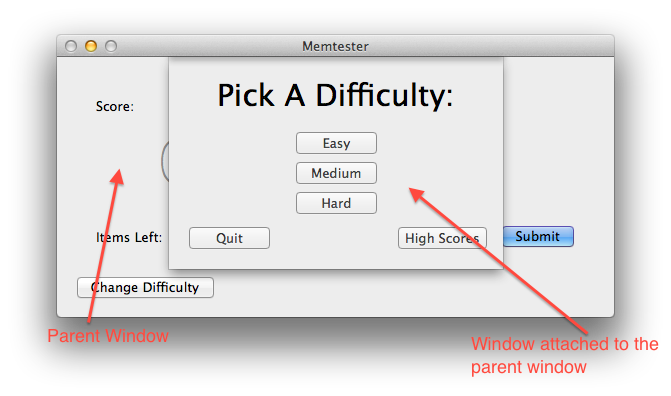 Memtester
Pick A Difficulty:
Score:
Easy
Medium
Hard
Items Left:
Quit
High Scores
Submit
Change Difficulty
Parent Window
Window attached to the
parent window